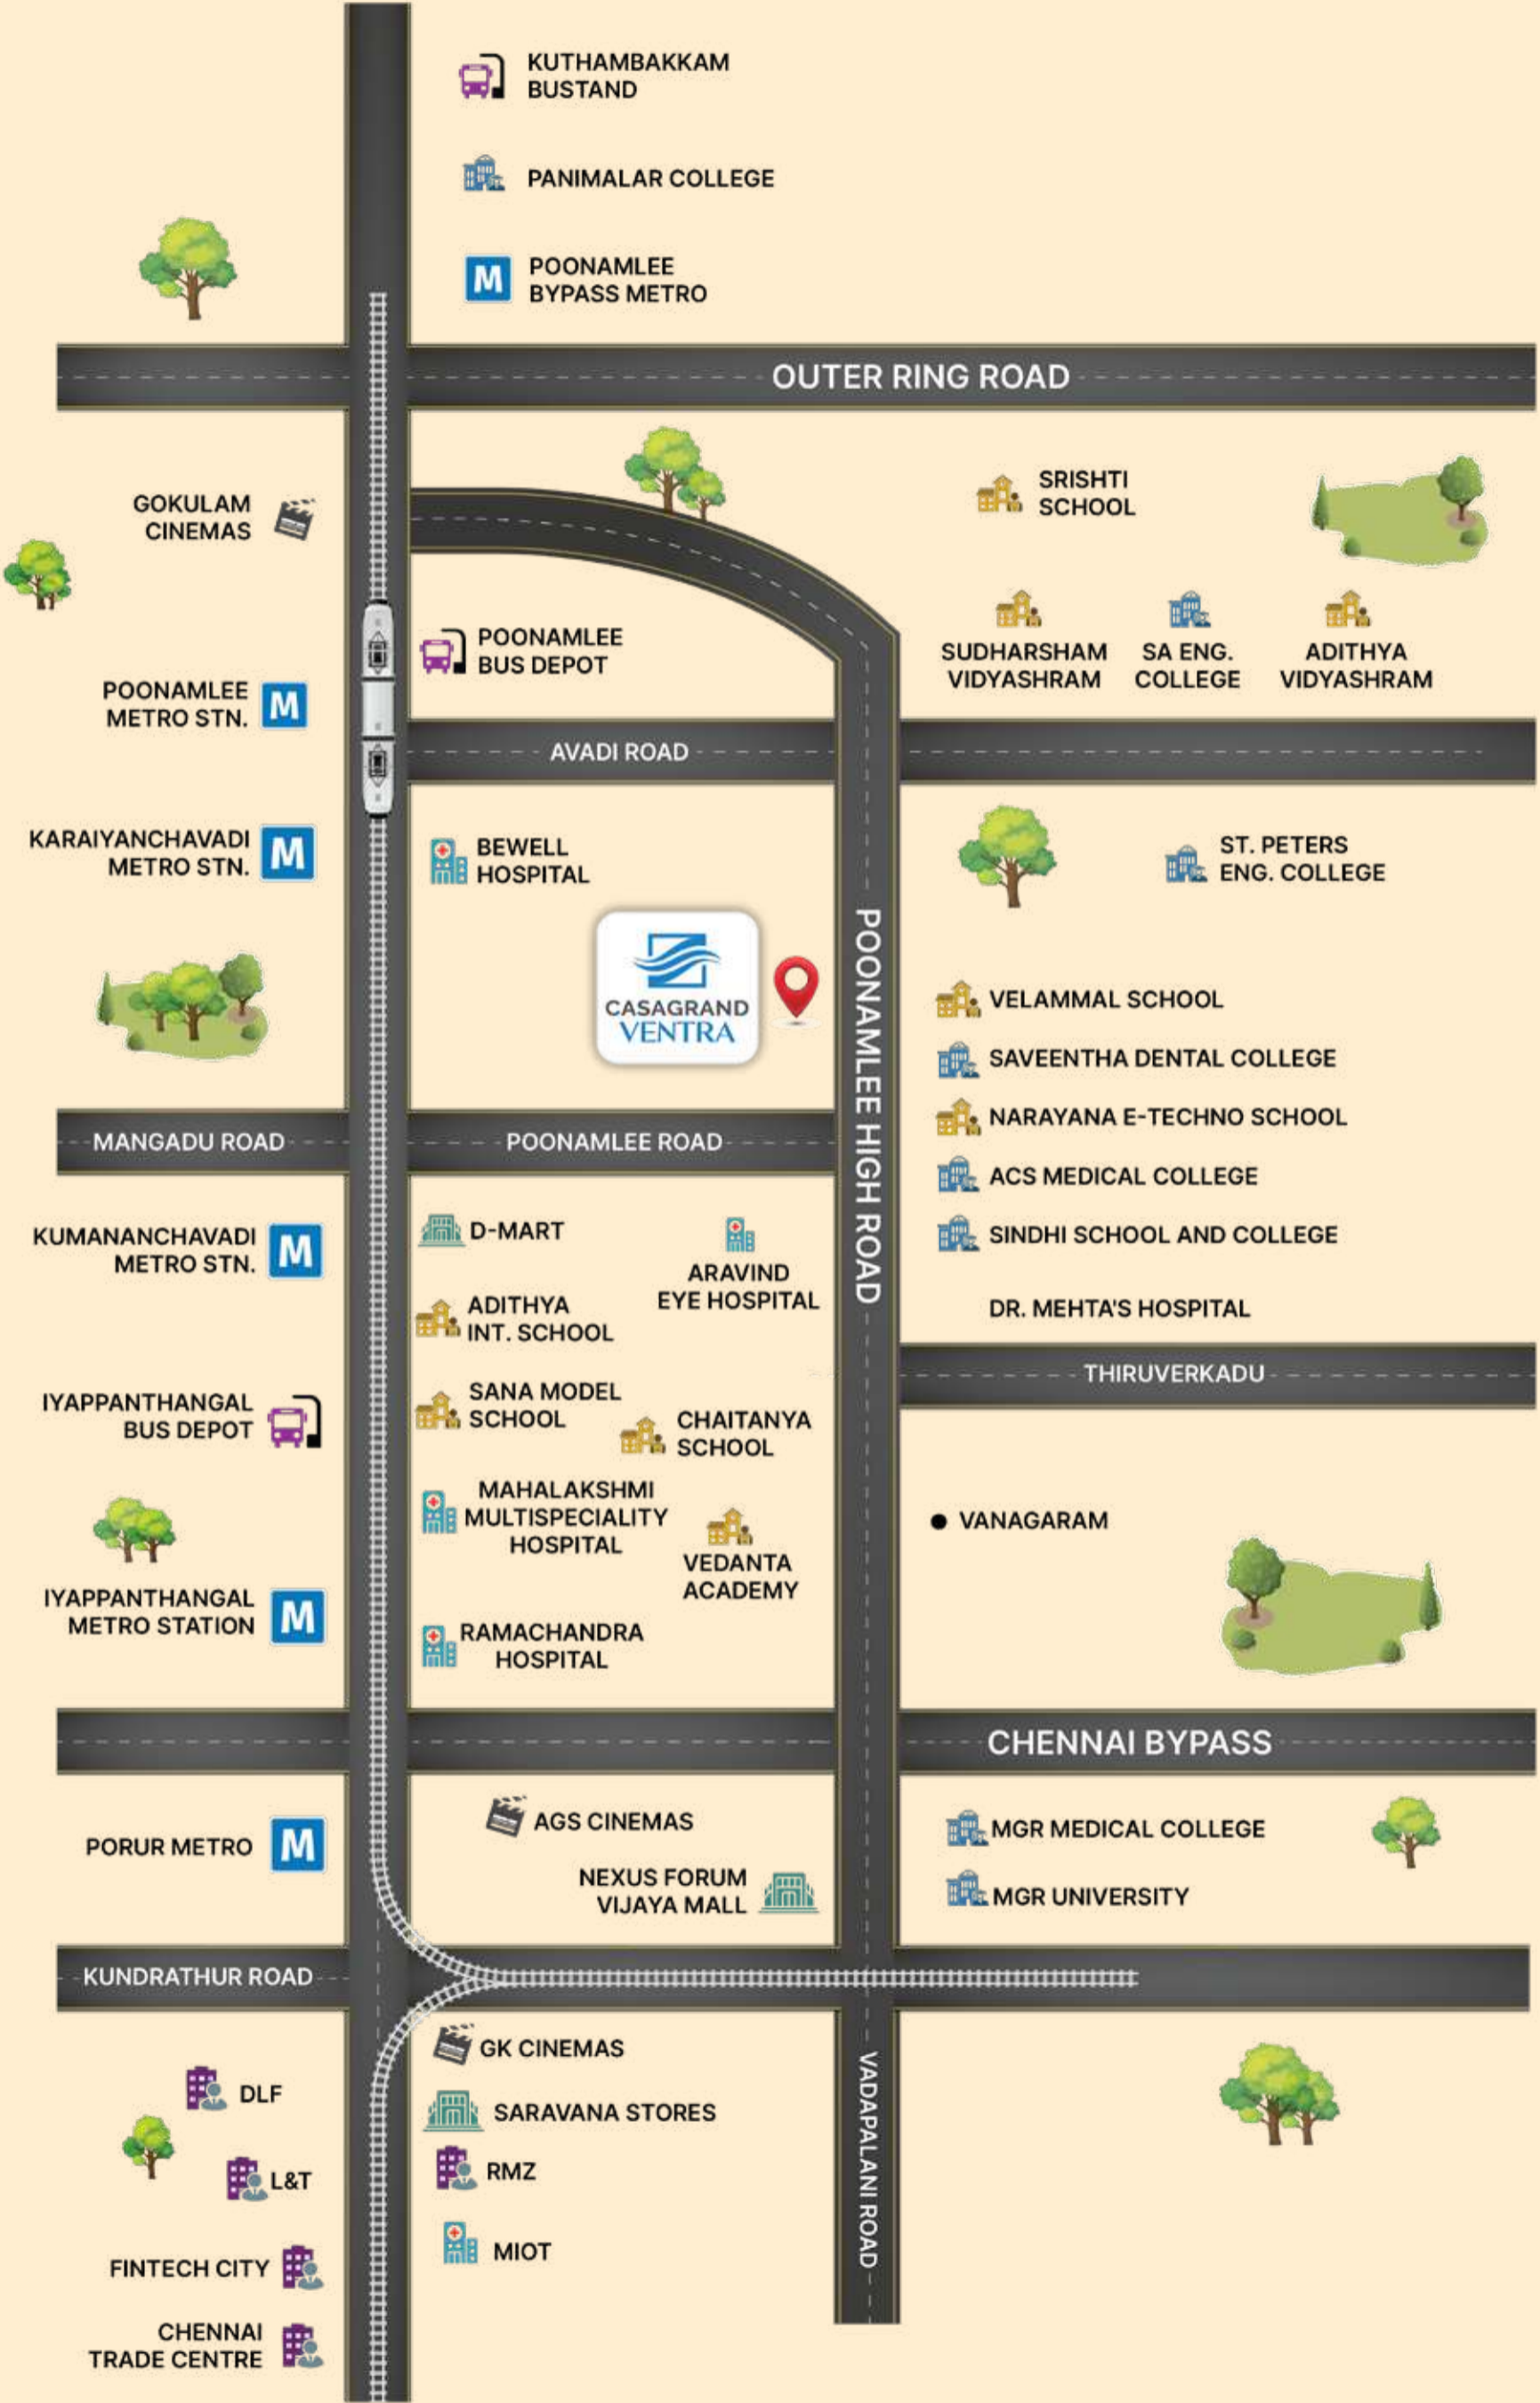 KUTHAMBAKKAM
BUSTAND
PANIMALAR COLLEGE
M
POONAMLEE
BYPASS METRO
OUTER RING ROAD
GOKULAM
CINEMAS
SRISHTI
SCHOOL
POONAMLEE
BUS DEPOT
SUDHARSHAM
VIDYASHRAM
SA ENG.
COLLEGE
ADITHYA
VIDYASHRAM
POONAMLEE
METRO STN.
M
AVADI ROAD
KARAIYANCHAVADI
METRO STN.
M
BEWELL
HOSPITAL
ST. PETERS
ENG. COLLEGE
CASAGRAND
VENTRA
POONAMLEE HIGH ROAD
VELAMMAL SCHOOL
SAVEENTHA DENTAL COLLEGE
NARAYANA E-TECHNO SCHOOL
ACS MEDICAL COLLEGE
SINDHI SCHOOL AND COLLEGE
DR. MEHTA'S HOSPITAL
MANGADU ROAD
POONAMLEE ROAD
KUMANANCHAVADI
METRO STN.
M
D-MART
ARAVIND
EYE HOSPITAL
ADITHYA
INT. SCHOOL
THIRUVERKADU
IYAPPANTHANGAL
BUS DEPOT
SANA MODEL
SCHOOL
CHAITANYA
SCHOOL
MAHALAKSHMI
MULTISPECIALITY
HOSPITAL
VEDANTA
ACADEMY
VANAGARAM
IYAPPANTHANGAL
METRO STATION
M
RAMACHANDRA
HOSPITAL
CHENNAI BYPASS
PORUR METRO
M
AGS CINEMAS
NEXUS FORUM
VIJAYA MALL
MGR MEDICAL COLLEGE
MGR UNIVERSITY
KUNDRATHUR ROAD
GK CINEMAS
SARAVANA STORES
RMZ
MIOT
VADAPALANI ROAD
DLF
L&T
FINTECH CITY
CHENNAI
TRADE CENTRE